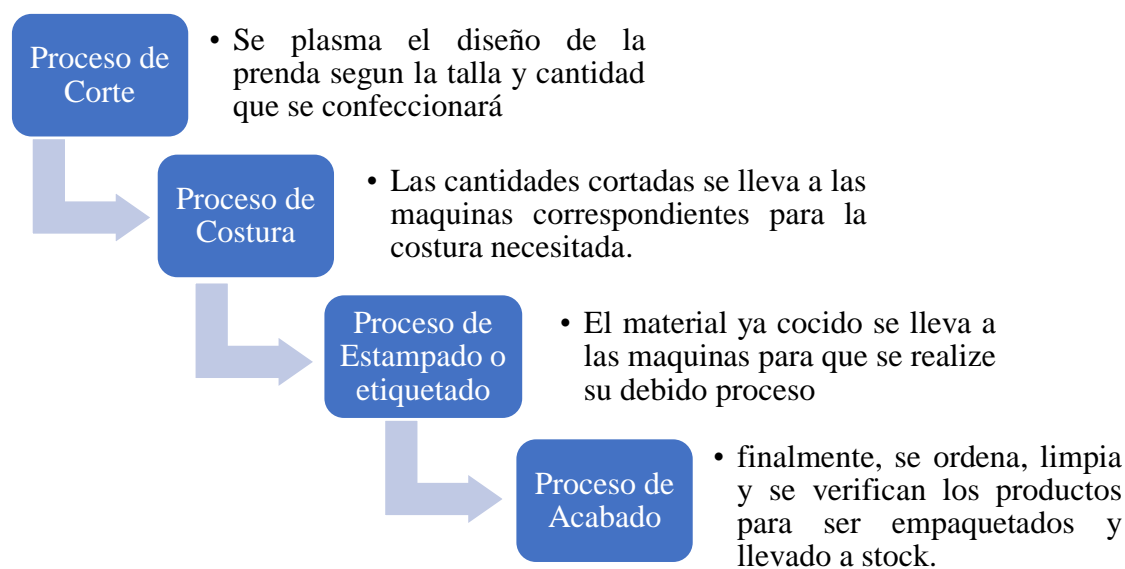 Proceso de
Corte
• Se plasma el diseño de la
prenda segun la talla y cantidad
que se confeccionará
Proceso de
Costura
• Las cantidades cortadas se lleva a las
maquinas correspondientes para la
costura necesitada.
Proceso de
Estampado o
etiquetado
• El material ya cocido se lleva a
las maquinas para que se realize
su debido proceso
Proceso de
Acabado
• finalmente, se ordena, limpia
y se verifican los productos
para ser empaquetados y
llevado a stock.